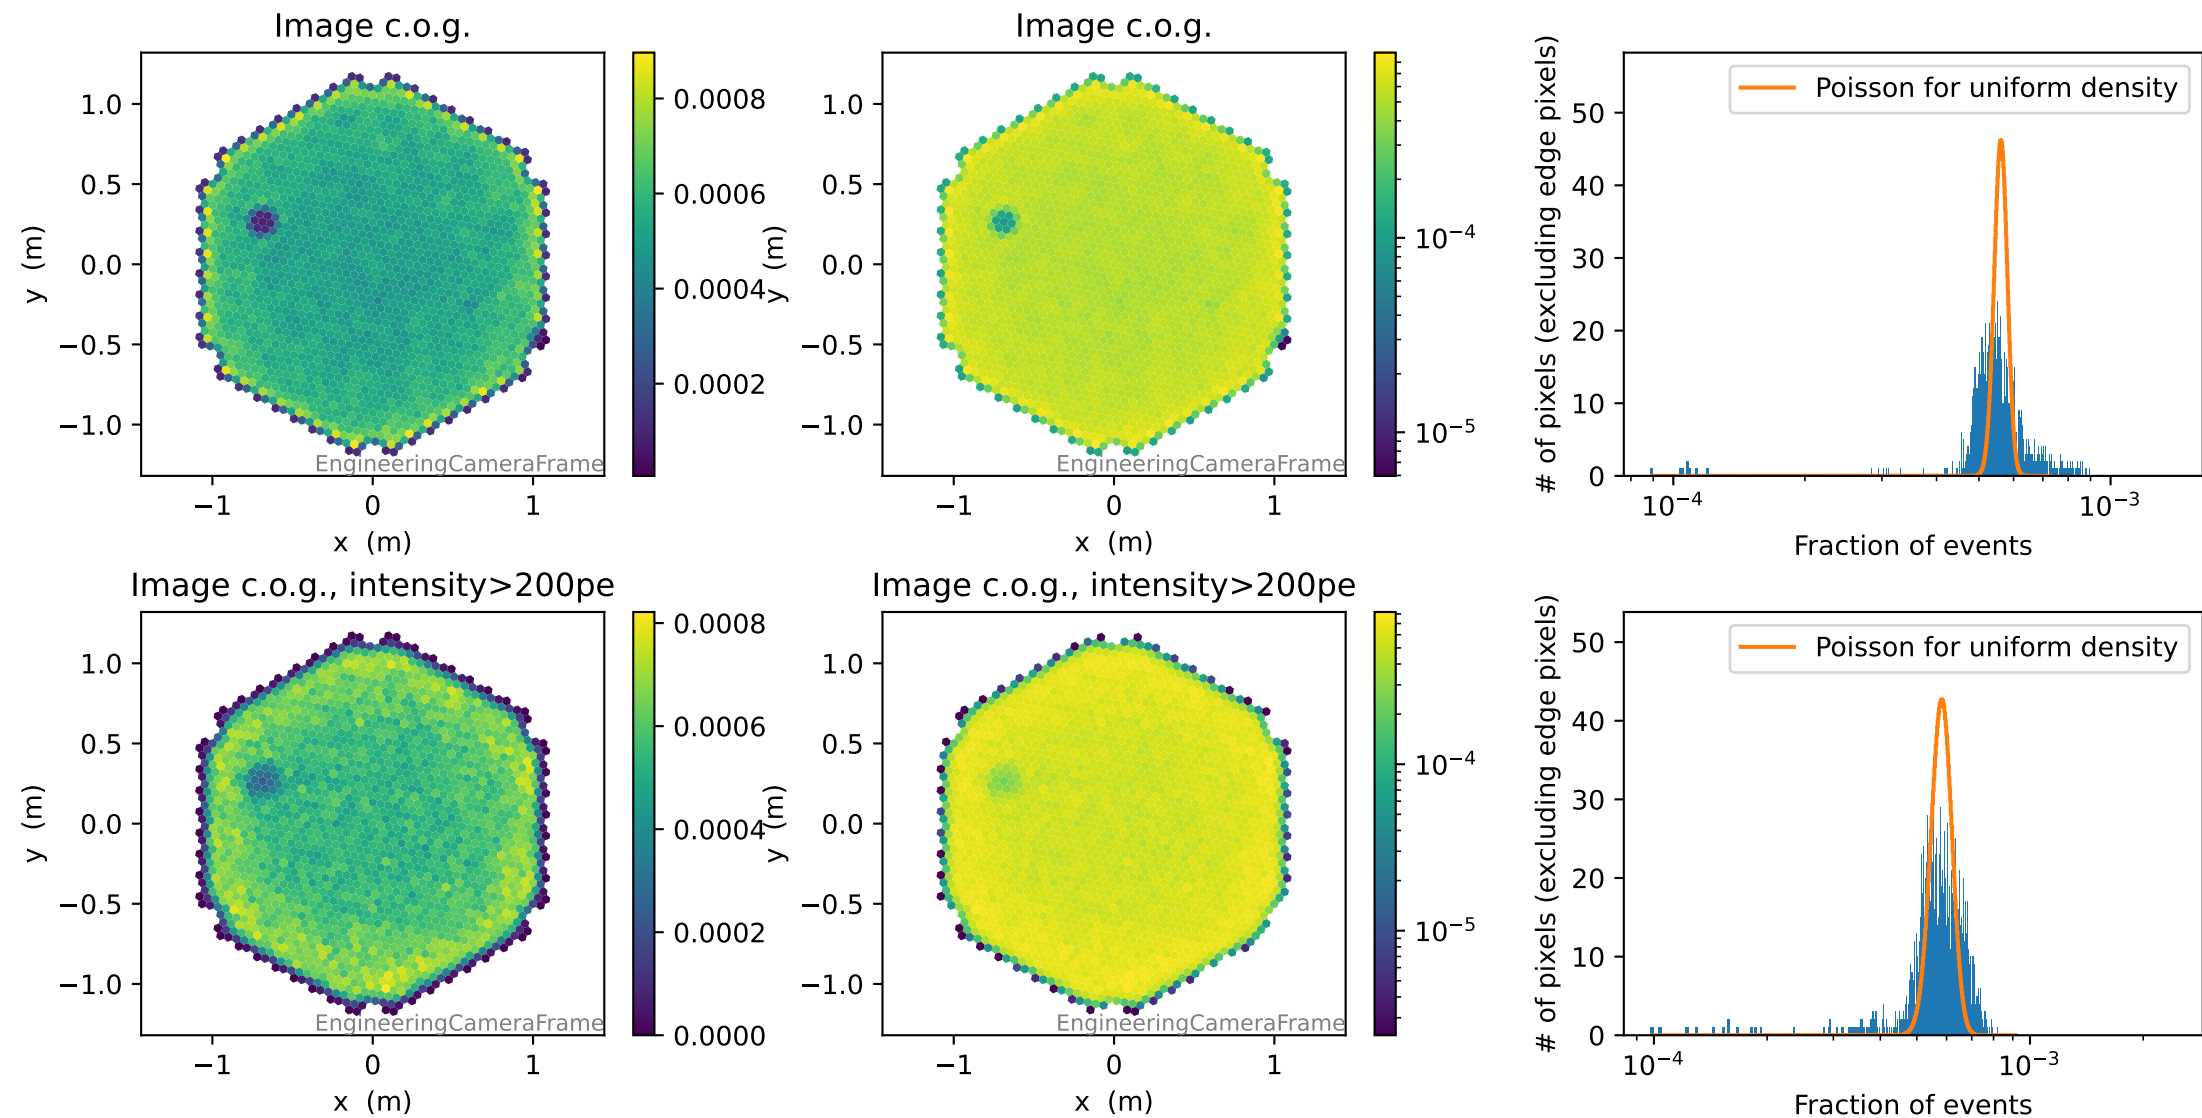 Image c.o.g.
1.0
0.5
0.0
−0.5
−1.0
y (m)
−1
0
1
x (m)
EngineeringCameraFrame
0.0008
0.0006
0.0004
0.0002
Image c.o.g.
1.0
0.5
0.0
−0.5
−1.0
y (m)
−1
0
1
x (m)
EngineeringCameraFrame
10⁻⁴
10⁻⁵
# of pixels (excluding edge pixels)
50
40
30
20
10
0
Poisson for uniform density
10⁻⁴
10⁻³
Fraction of events
Image c.o.g., intensity>200pe
1.0
0.5
0.0
−0.5
−1.0
y (m)
−1
0
1
x (m)
EngineeringCameraFrame
0.0008
0.0006
0.0004
0.0002
0.0000
Image c.o.g., intensity>200pe
1.0
0.5
0.0
−0.5
−1.0
y (m)
−1
0
1
x (m)
EngineeringCameraFrame
10⁻⁴
10⁻⁵
# of pixels (excluding edge pixels)
50
40
30
20
10
0
Poisson for uniform density
10⁻⁴
10⁻³
Fraction of events